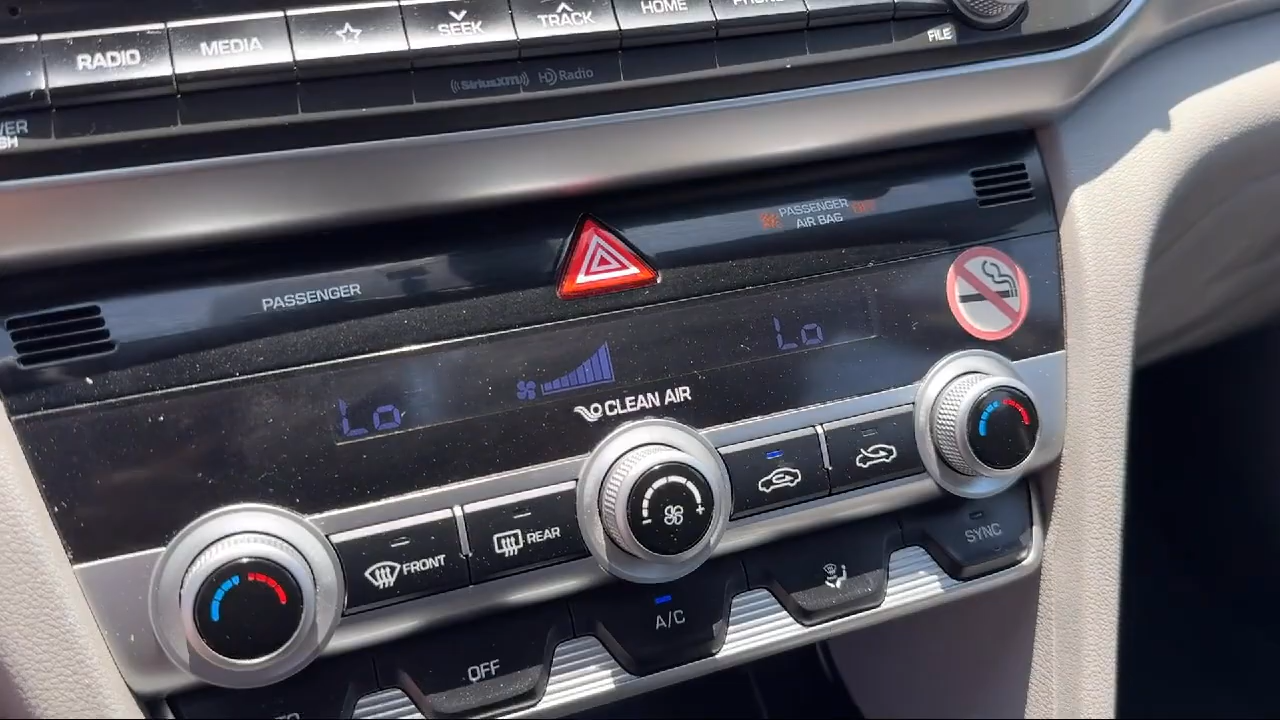 RADIO
MEDIA
SEEK
TRACK
HOME
FILE
((SiriusXM))
HD Radio
PASSENGER
PASSENGER
AIR BAG
Lo
Lo
CLEAN AIR
FRONT
REAR
- +
SYNC
A/C
OFF